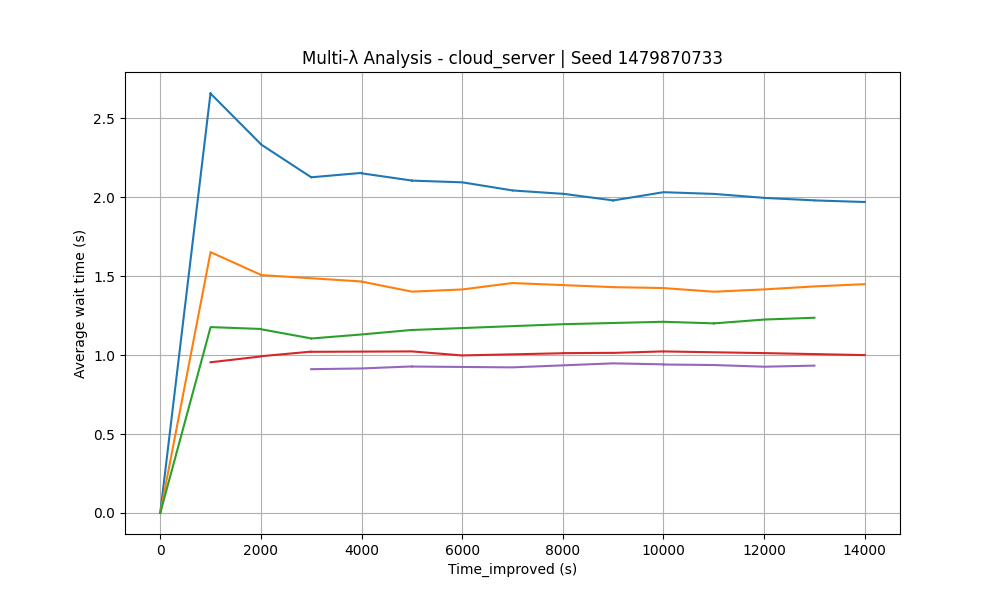 Multi-λ Analysis - cloud_server | Seed 1479870733
Average wait time (s)
2.5
2.0
1.5
1.0
0.5
0.0
0 2000 4000 6000 8000 10000 12000 14000
Time_improved (s)